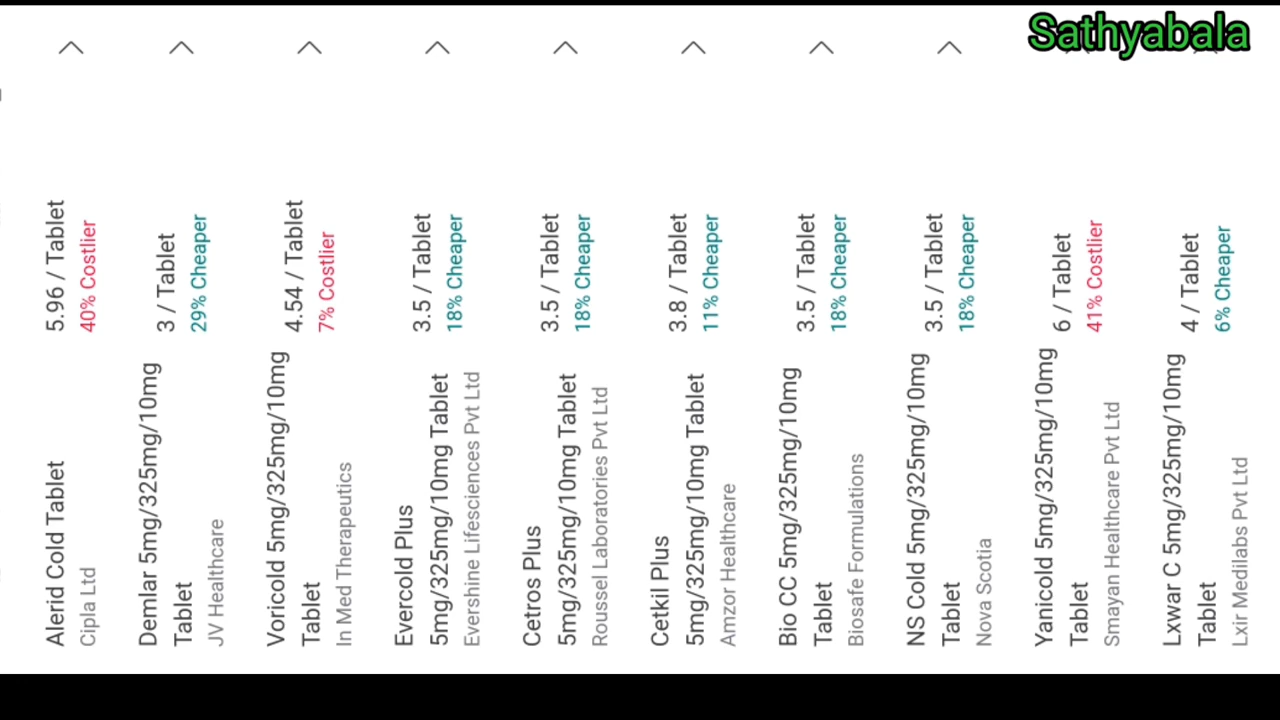 Sathyabala
Alerid Cold Tablet
Cipla Ltd
5.96 / Tablet
40% Costlier
Demlar 5mg/325mg/10mg
Tablet
JV Healthcare
3 / Tablet
29% Cheaper
Voricold 5mg/325mg/10mg
Tablet
In Med Therapeutics
4.54 / Tablet
7% Costlier
Evercold Plus
5mg/325mg/10mg Tablet
Evershine Lifesciences Pvt Ltd
3.5 / Tablet
18% Cheaper
Cetros Plus
5mg/325mg/10mg Tablet
Roussel Laboratories Pvt Ltd
3.5 / Tablet
18% Cheaper
Cetkil Plus
5mg/325mg/10mg Tablet
Amzor Healthcare
3.8 / Tablet
11% Cheaper
Bio CC 5mg/325mg/10mg
Tablet
Biosafe Formulations
3.5 / Tablet
18% Cheaper
NS Cold 5mg/325mg/10mg
Tablet
Nova Scotia
3.5 / Tablet
18% Cheaper
Yanicold 5mg/325mg/10mg
Tablet
Smayan Healthcare Pvt Ltd
6 / Tablet
41% Costlier
Lxwar C 5mg/325mg/10mg
Tablet
Lxir Medilabs Pvt Ltd
4 / Tablet
6% Cheaper